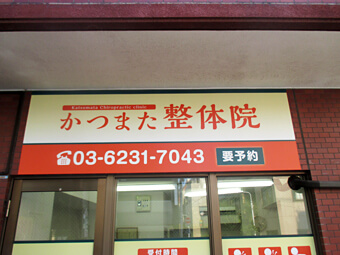 Katsumata Chiropractic clinic
かつまた整体院
☎03-6231-7043 要予約
受付時間